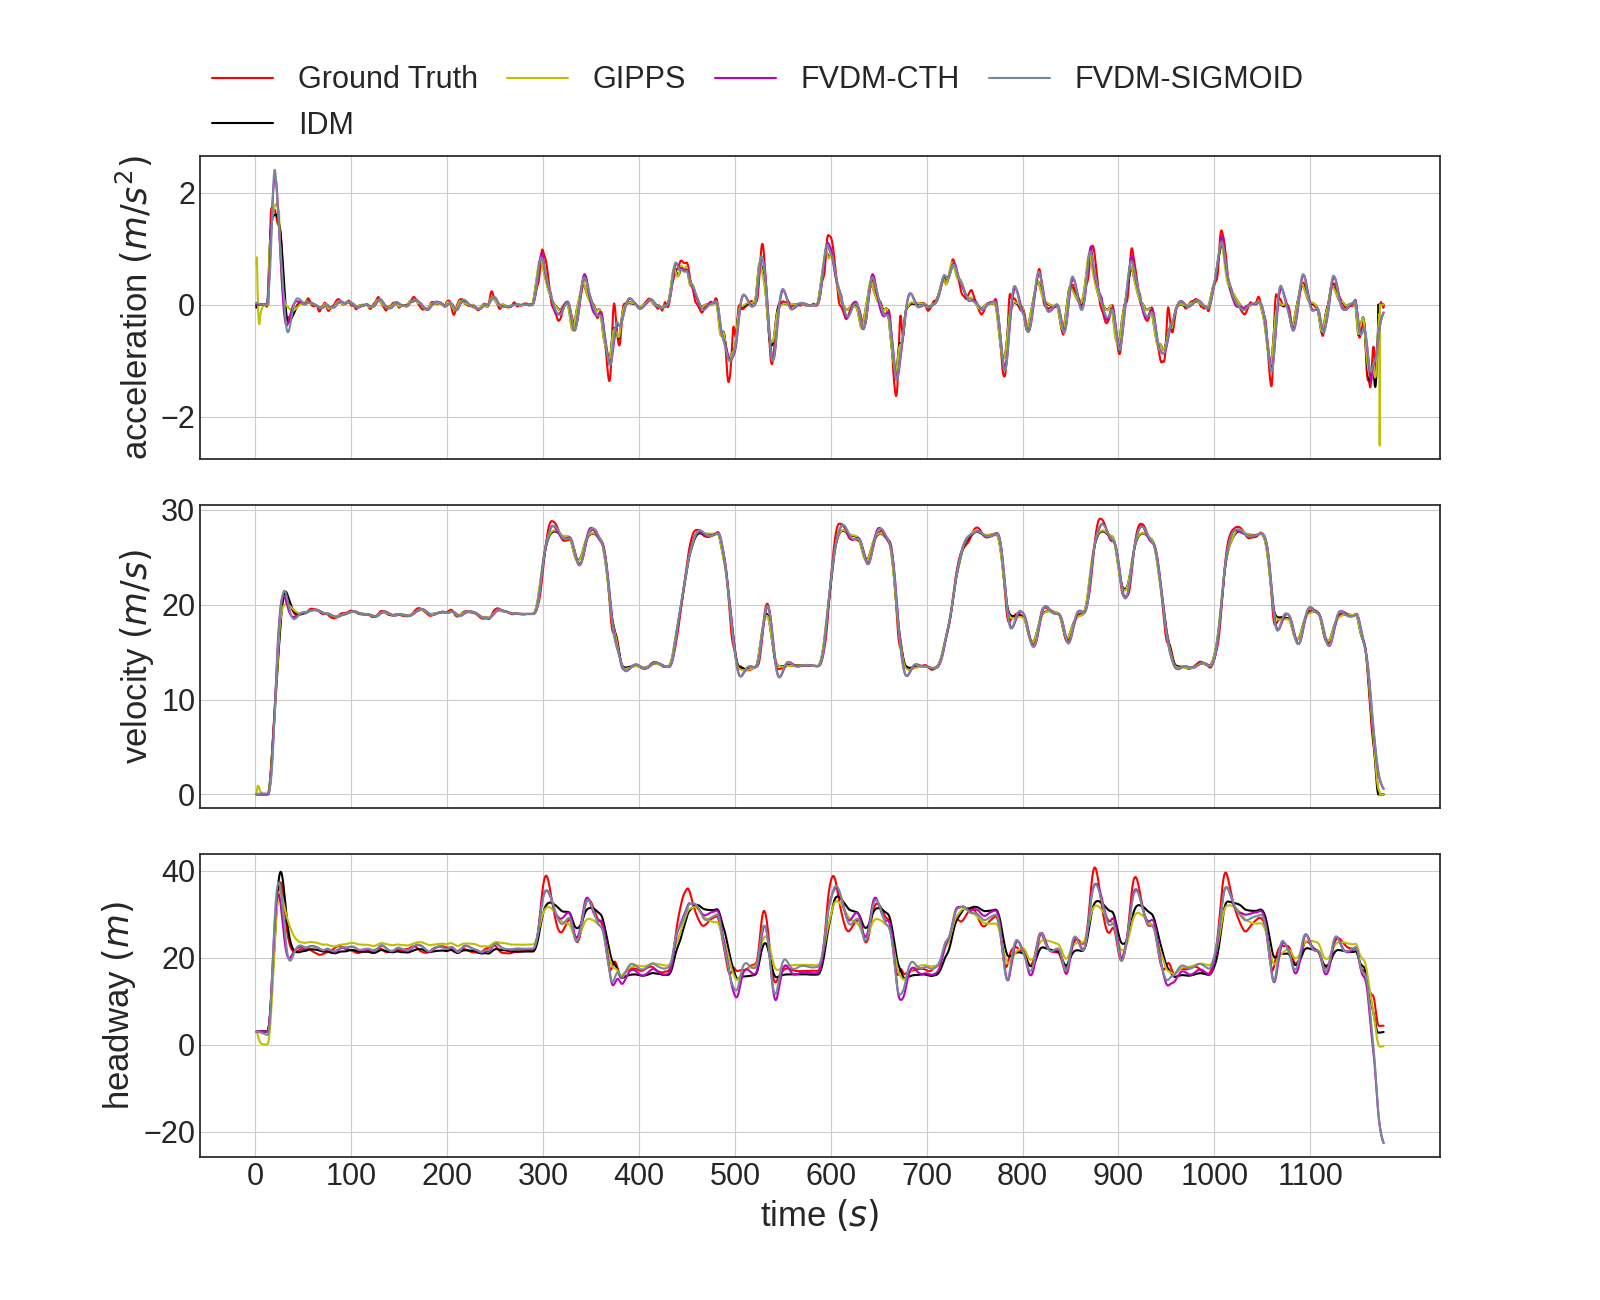 Ground Truth GIPPS FVDM-CTH FVDM-SIGMOID
IDM
acceleration (m/s²)
2
0
−2
velocity (m/s)
30
20
10
0
headway (m)
40
20
0
−20
0 100 200 300 400 500 600 700 800 900 1000 1100
time (s)